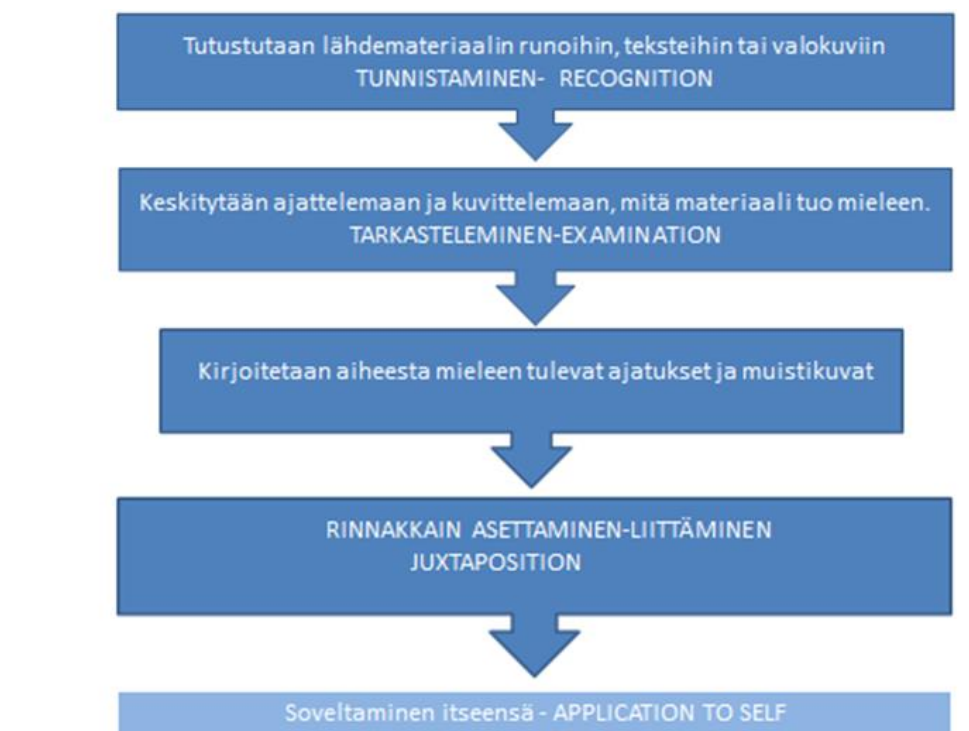 Tutustutaan lähdemateriaalin runoihin, teksteihin tai valokuviin
TUNNISTAMINEN- RECOGNITION
Keskitytään ajattelemaan ja kuvittelemaan, mitä materiaali tuo mieleen.
TARKASTELEMINEN-EXAMINATION
Kirjoitetaan aiheesta mieleen tulevat ajatukset ja muistikuvat
RINNAKKAIN ASETTAMINEN-LIITTÄMINEN
JUXTAPOSITION
Soveltaminen itseensä - APPLICATION TO SELF